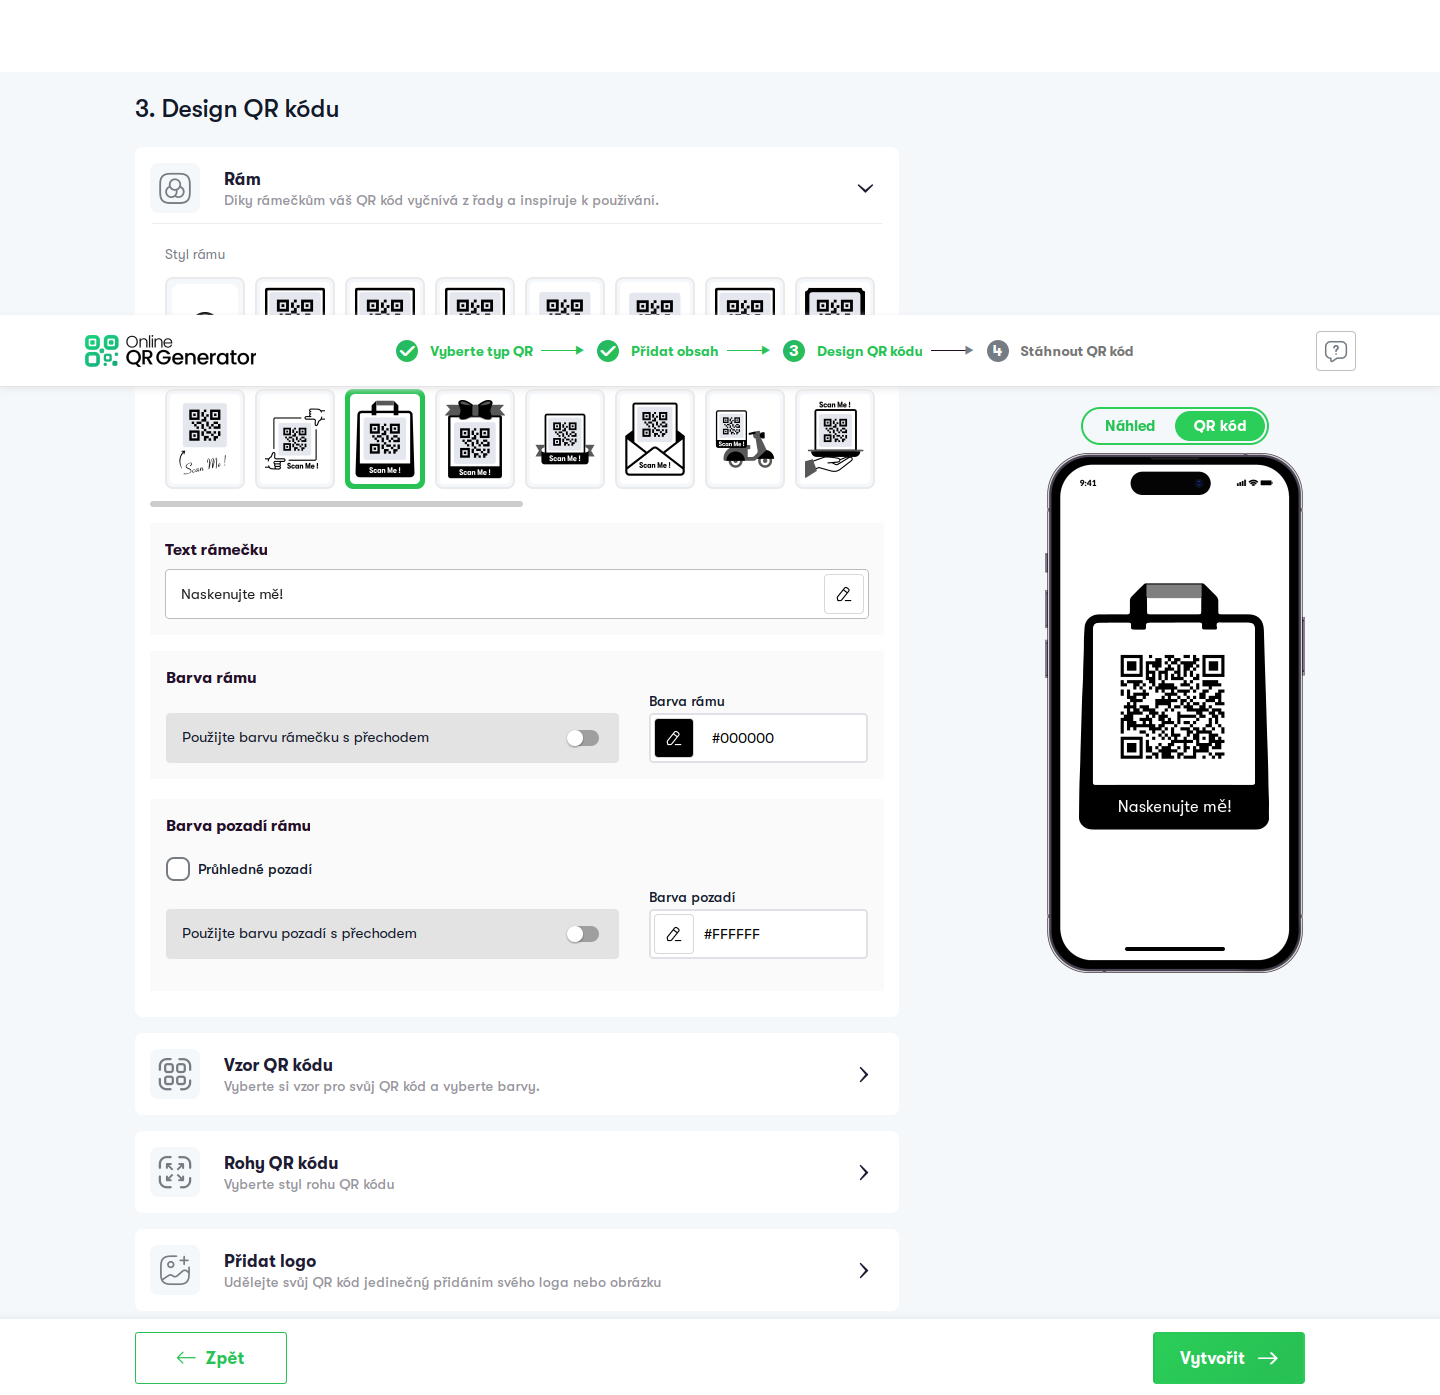 3. Design QR kódu
Rám
Díky rámečkům váš QR kód vyčnívá z řady a inspiruje k používání.
Styl rámu
Online
QR Generator
Vyberte typ QR
Přidat obsah
3 Design QR kódu
4 Stáhnout QR kód
Scan Me !
Scan Me !
Scan Me !
Scan Me !
Scan Me !
Scan Me !
Scan Me !
Scan Me !
Náhled
QR kód
9:41
Text rámečku
Naskenujte mě!
Barva rámu
Barva rámu
Použijte barvu rámečku s přechodem
#000000
Barva pozadí rámu
Průhledné pozadí
Barva pozadí
Použijte barvu pozadí s přechodem
#FFFFFF
Naskenujte mě!
Vzor QR kódu
Vyberte si vzor pro svůj QR kód a vyberte barvy.
Rohy QR kódu
Vyberte styl rohu QR kódu
Přidat logo
Udělejte svůj QR kód jedinečný přidáním svého loga nebo obrázku
Zpět
Vytvořit